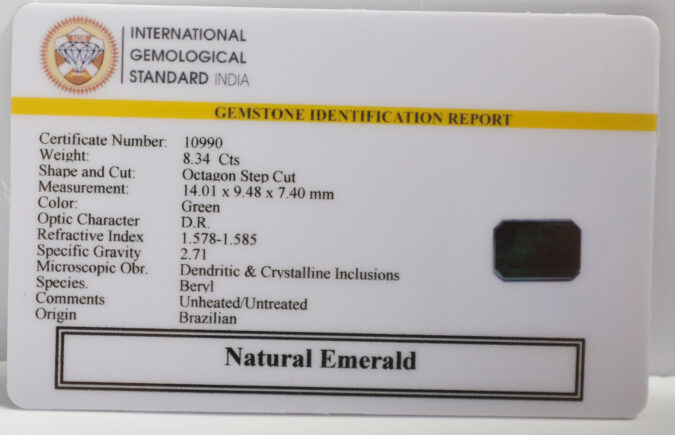 INTERNATIONAL
GEMOLOGICAL
STANDARD INDIA
GEMSTONE IDENTIFICATION REPORT
Certificate Number: 10990
Weight: 8.34 Cts
Shape and Cut: Octagon Step Cut
Measurement: 14.01 x 9.48 x 7.40 mm
Color: Green
Optic Character D.R.
Refractive Index 1.578-1.585
Specific Gravity 2.71
Microscopic Obr. Dendritic & Crystalline Inclusions
Species. Beryl
Comments Unheated/Untreated
Origin Brazilian
Natural Emerald